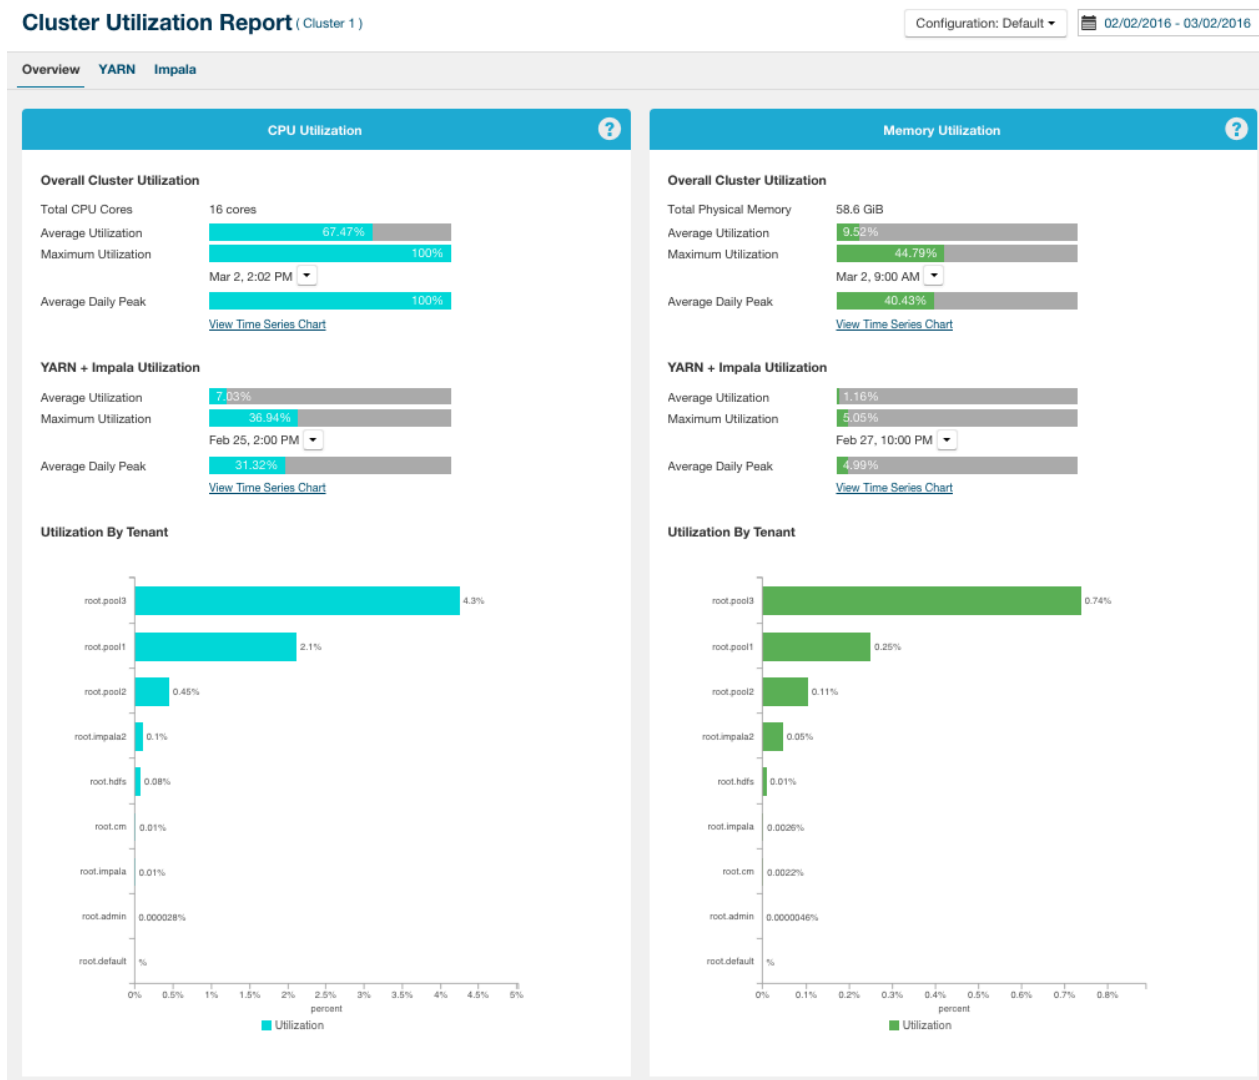 Cluster Utilization Report ( Cluster 1 )
Configuration: Default
02/02/2016 - 03/02/2016
Overview YARN Impala
CPU Utilization
?
Overall Cluster Utilization
Total CPU Cores 16 cores
Average Utilization 67.47%
Maximum Utilization 100%
Mar 2, 2:02 PM
Average Daily Peak 100%
View Time Series Chart
YARN + Impala Utilization
Average Utilization 7.03%
Maximum Utilization 36.94%
Feb 25, 2:00 PM
Average Daily Peak 31.32%
View Time Series Chart
Utilization By Tenant
root.pool3 4.3%
root.pool1 2.1%
root.pool2 0.45%
root.impala2 0.1%
root.hdfs 0.08%
root.cm 0.01%
root.impala 0.01%
root.admin 0.000028%
root.default %
0% 0.5% 1% 1.5% 2% 2.5% 3% 3.5% 4% 4.5% 5%
percent
Utilization
Memory Utilization
?
Overall Cluster Utilization
Total Physical Memory 58.6 GiB
Average Utilization 9.52%
Maximum Utilization 44.79%
Mar 2, 9:00 AM
Average Daily Peak 40.43%
View Time Series Chart
YARN + Impala Utilization
Average Utilization 1.16%
Maximum Utilization 5.05%
Feb 27, 10:00 PM
Average Daily Peak 4.99%
View Time Series Chart
Utilization By Tenant
root.pool3 0.74%
root.pool1 0.25%
root.pool2 0.11%
root.impala2 0.05%
root.hdfs 0.01%
root.impala 0.0026%
root.cm 0.0022%
root.admin 0.0000046%
root.default %
0% 0.1% 0.2% 0.3% 0.4% 0.5% 0.6% 0.7% 0.8%
percent
Utilization